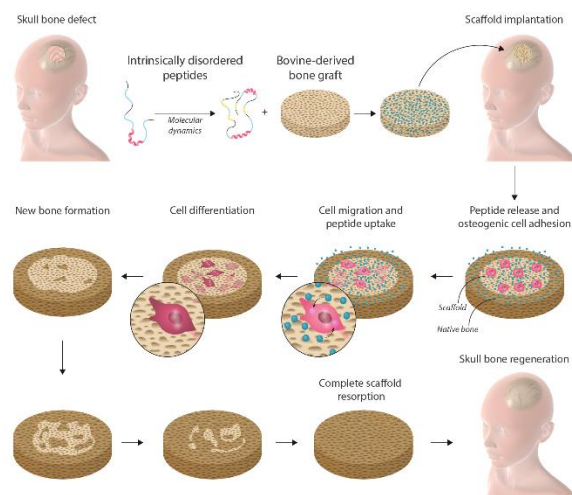 Skull bone defect
Scaffold implantation
Intrinsically disordered
peptides
Bovine-derived
bone graft
Molecular
dynamics
+
New bone formation
Cell differentiation
Cell migration and
peptide uptake
Peptide release and
osteogenic cell adhesion
Scaffold
Native bone
Complete scaffold
resorption
Skull bone regeneration